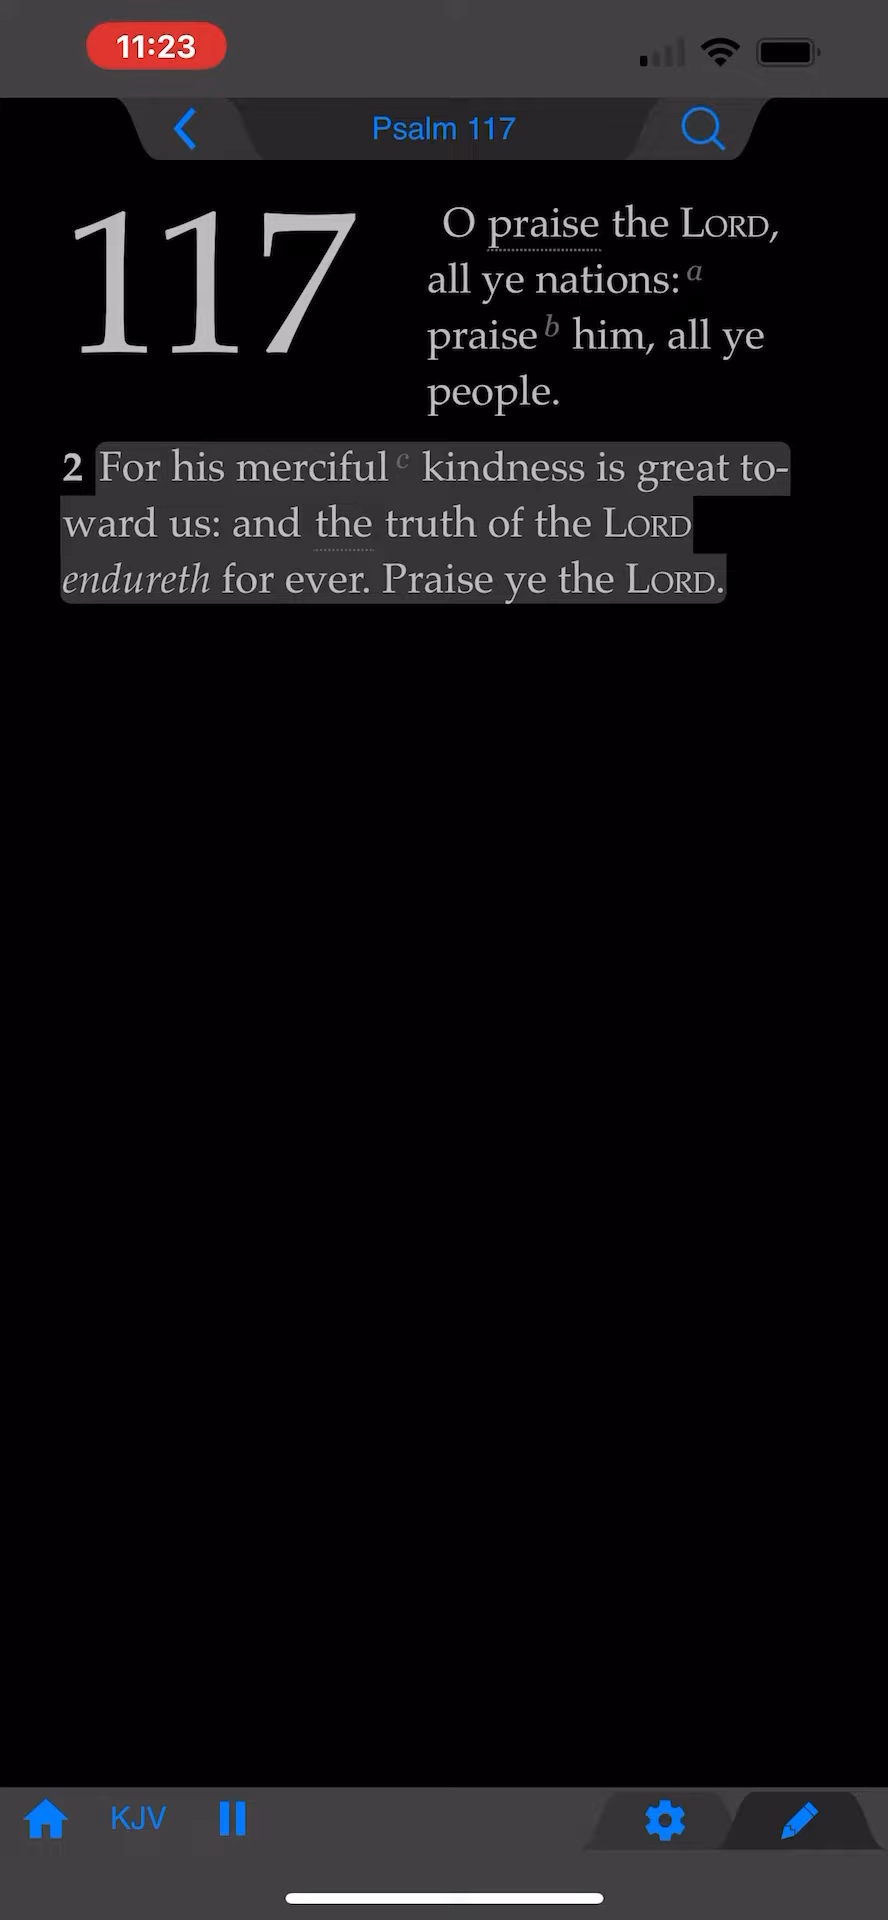 11:23
Psalm 117
117
O praise the LORD,
all ye nations: a
praise b him, all ye
people.
2 For his merciful c kindness is great to-
ward us: and the truth of the LORD
endureth for ever. Praise ye the LORD.
KJV